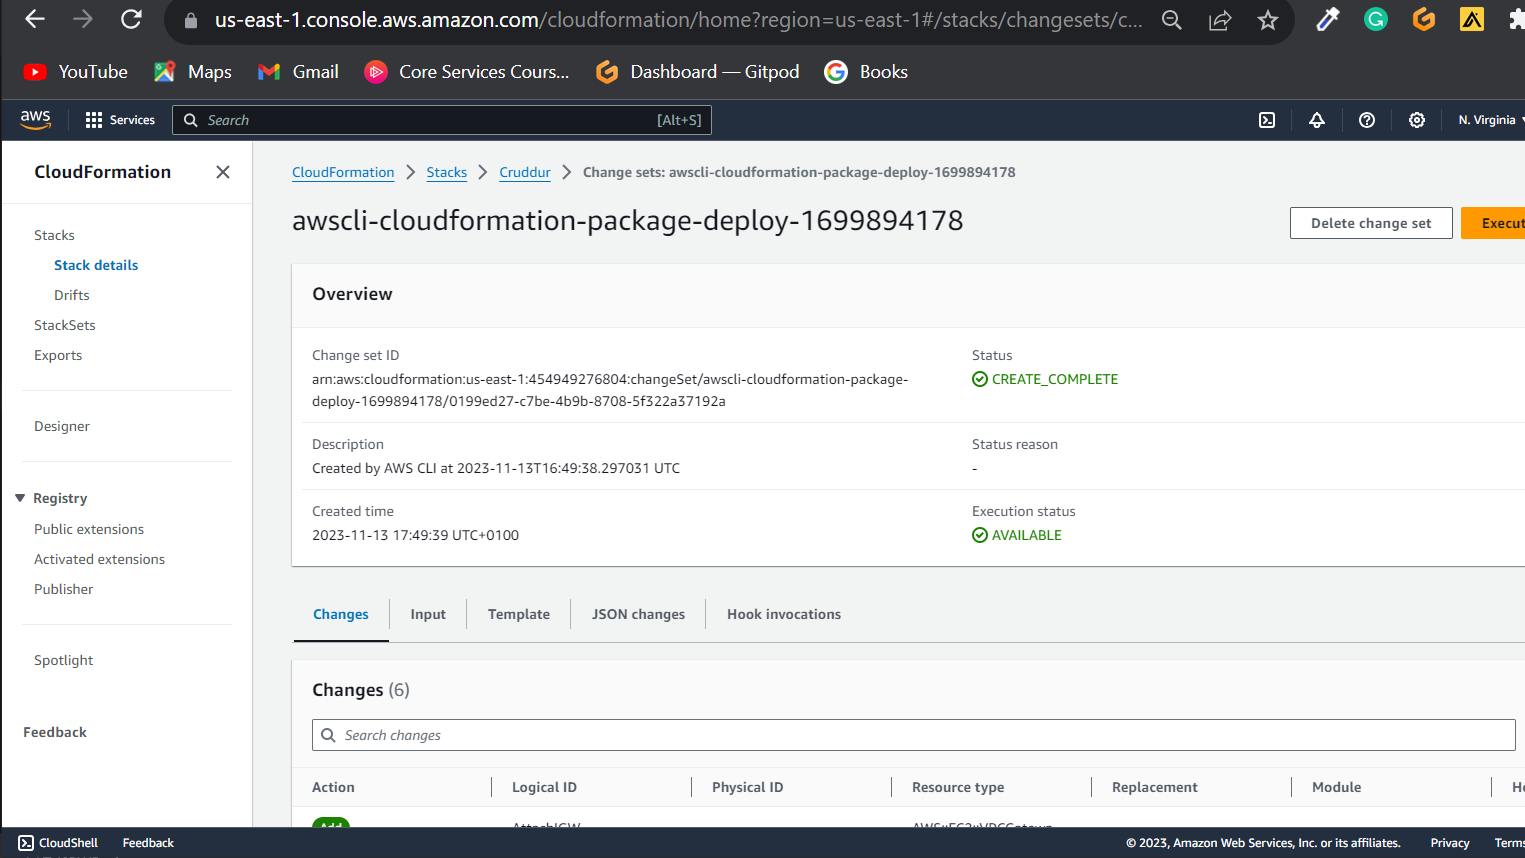 us-east-1.console.aws.amazon.com/cloudformation/home?region=us-east-1#/stacks/changesets/c...
YouTube Maps Gmail Core Services Cours... Dashboard — Gitpod Books
aws Services Search [Alt+S] N. Virginia
CloudFormation
CloudFormation Stacks Cruddur Change sets: awscli-cloudformation-package-deploy-1699894178
awscli-cloudformation-package-deploy-1699894178
Delete change set Execut
Stacks
Stack details
Drifts
StackSets
Exports
Designer
Registry
Public extensions
Activated extensions
Publisher
Spotlight
Feedback
Overview
Change set ID
arn:aws:cloudformation:us-east-1:454949276804:changeSet/awscli-cloudformation-package-
deploy-1699894178/0199ed27-c7be-4b9b-8708-5f322a37192a
Status
CREATE_COMPLETE
Description
Created by AWS CLI at 2023-11-13T16:49:38.297031 UTC
Status reason
-
Created time
2023-11-13 17:49:39 UTC+0100
Execution status
AVAILABLE
Changes Input Template JSON changes Hook invocations
Changes (6)
Search changes
Action Logical ID Physical ID Resource type Replacement Module H
Add AttachIGW AWS::EC2::VPCGatewa
CloudShell Feedback © 2023, Amazon Web Services, Inc. or its affiliates. Privacy Terms